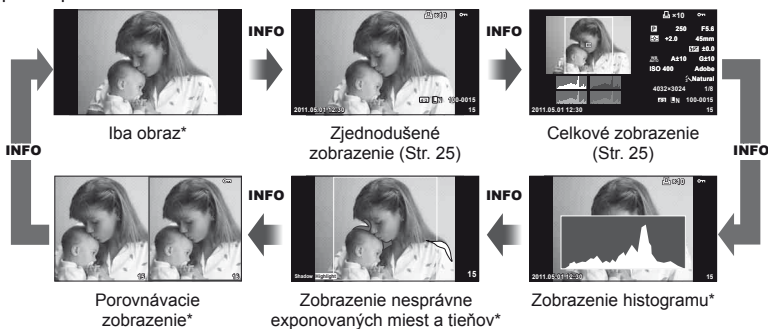 INFO
INFO
×10
×10
P 250 F5.6
+2.0 45mm
±0.0
A±10 G±10
ISO 400 Adobe
Natural
4032×3024 1/8
2011.05.01 12:30
N 100-0015
15
2011.05.01 12:30
N 100-0015
15
Iba obraz*
Zjednodušené
zobrazenie (Str. 25)
Celkové zobrazenie
(Str. 25)
INFO
INFO
INFO
INFO
×10
15
16
Shadow Highlight
15
2011.05.01 12:30
15
Porovnávacie
zobrazenie*
Zobrazenie nesprávne
exponovaných miest a tieňov*
Zobrazenie histogramu*